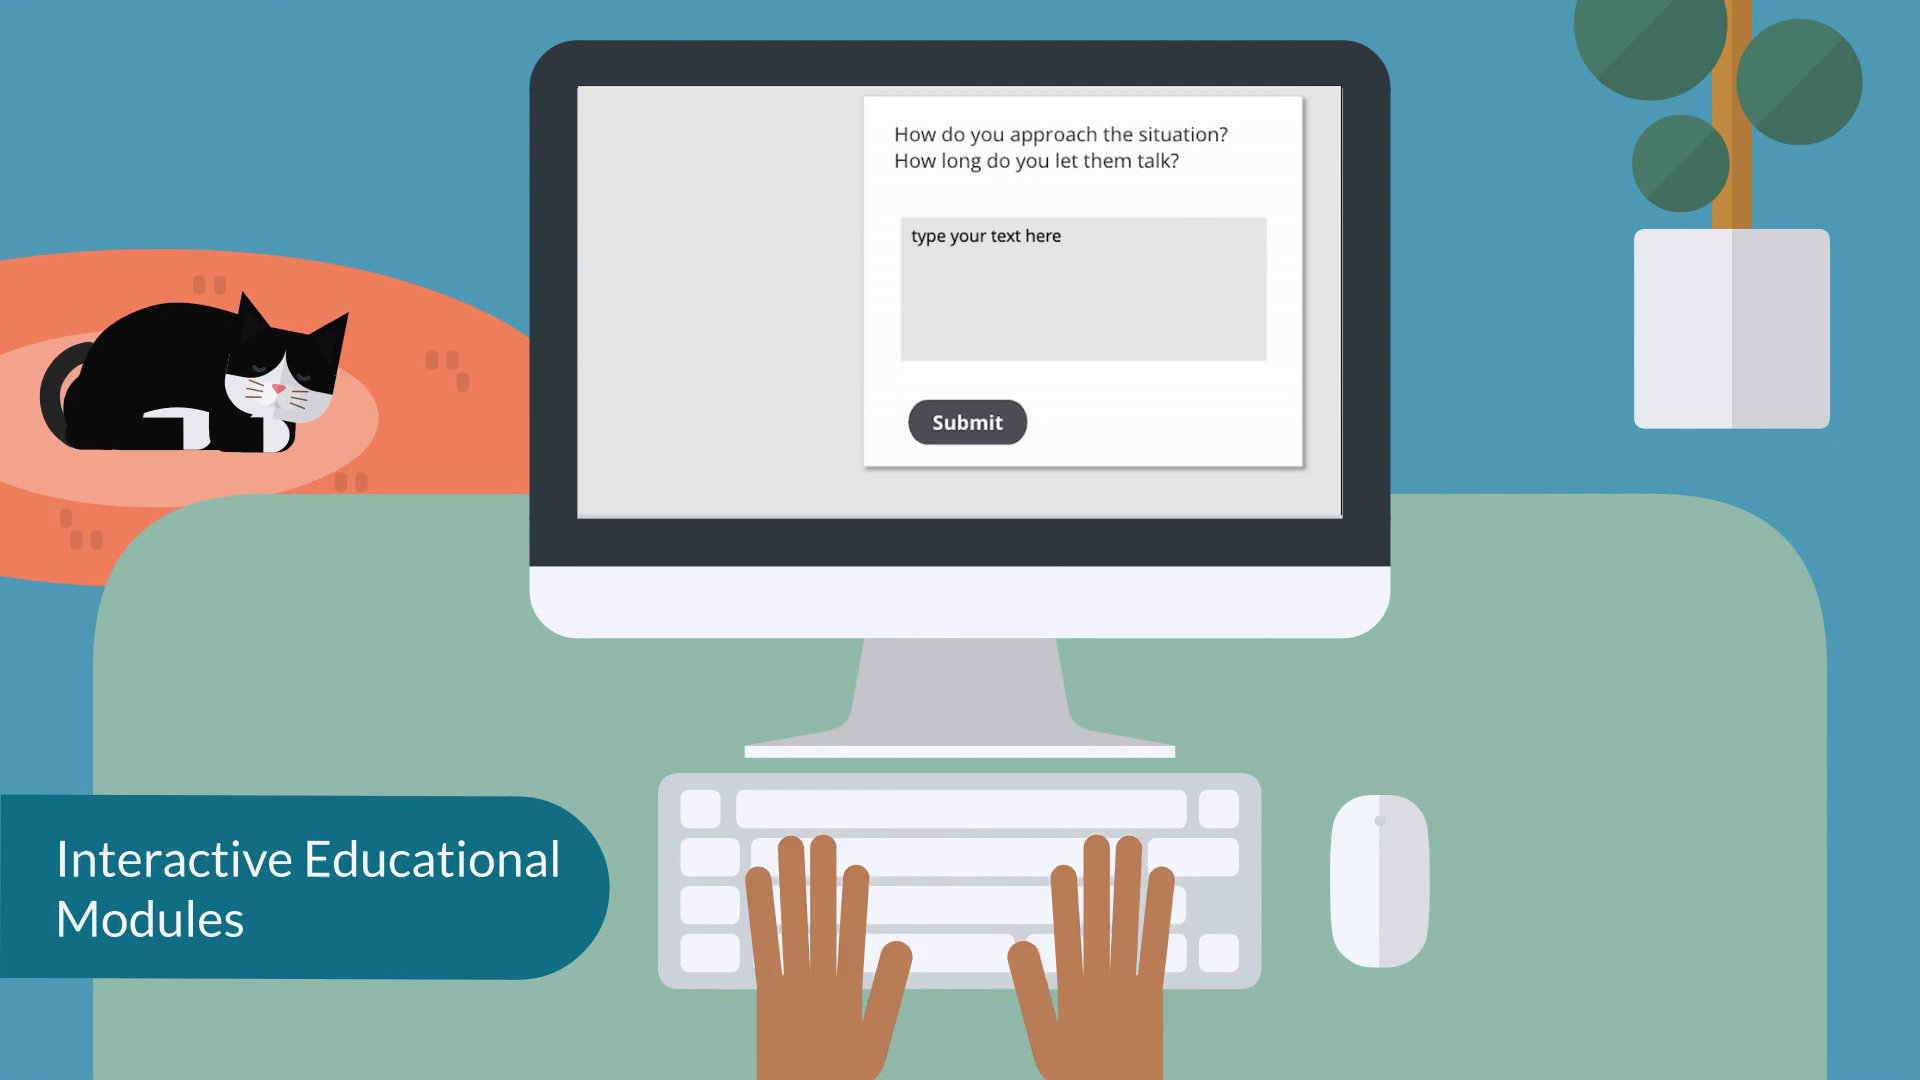 How do you approach the situation?
How long do you let them talk?
type your text here
Submit
Interactive Educational
Modules